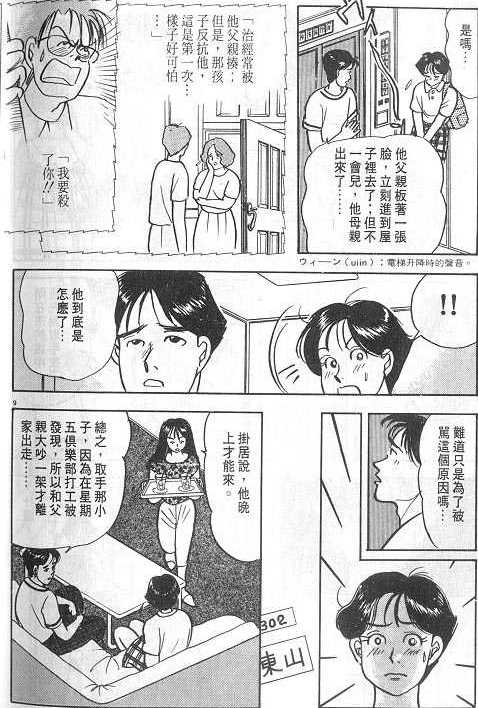 是嗎…
他父親板著一張
臉，立刻進到屋
子裡去了；但不
一會兒，他母親
出來了……
ウィーン（uiin）：電梯升降時的聲音。
「治經常被
他父親揍；
但是，那孩
子反抗他，
這是第一次…
樣子好可怕
…」
「我要殺
了你!!」
!!
他到底是
怎麼了…
9
難道只是為了被
罵這個原因嗎…
掛居說，他晚
上才能來。
總之，取手那小
子，因為在星期
五俱樂部打工被
發現，所以和父
親大吵一架才離
家出走……
302
東山